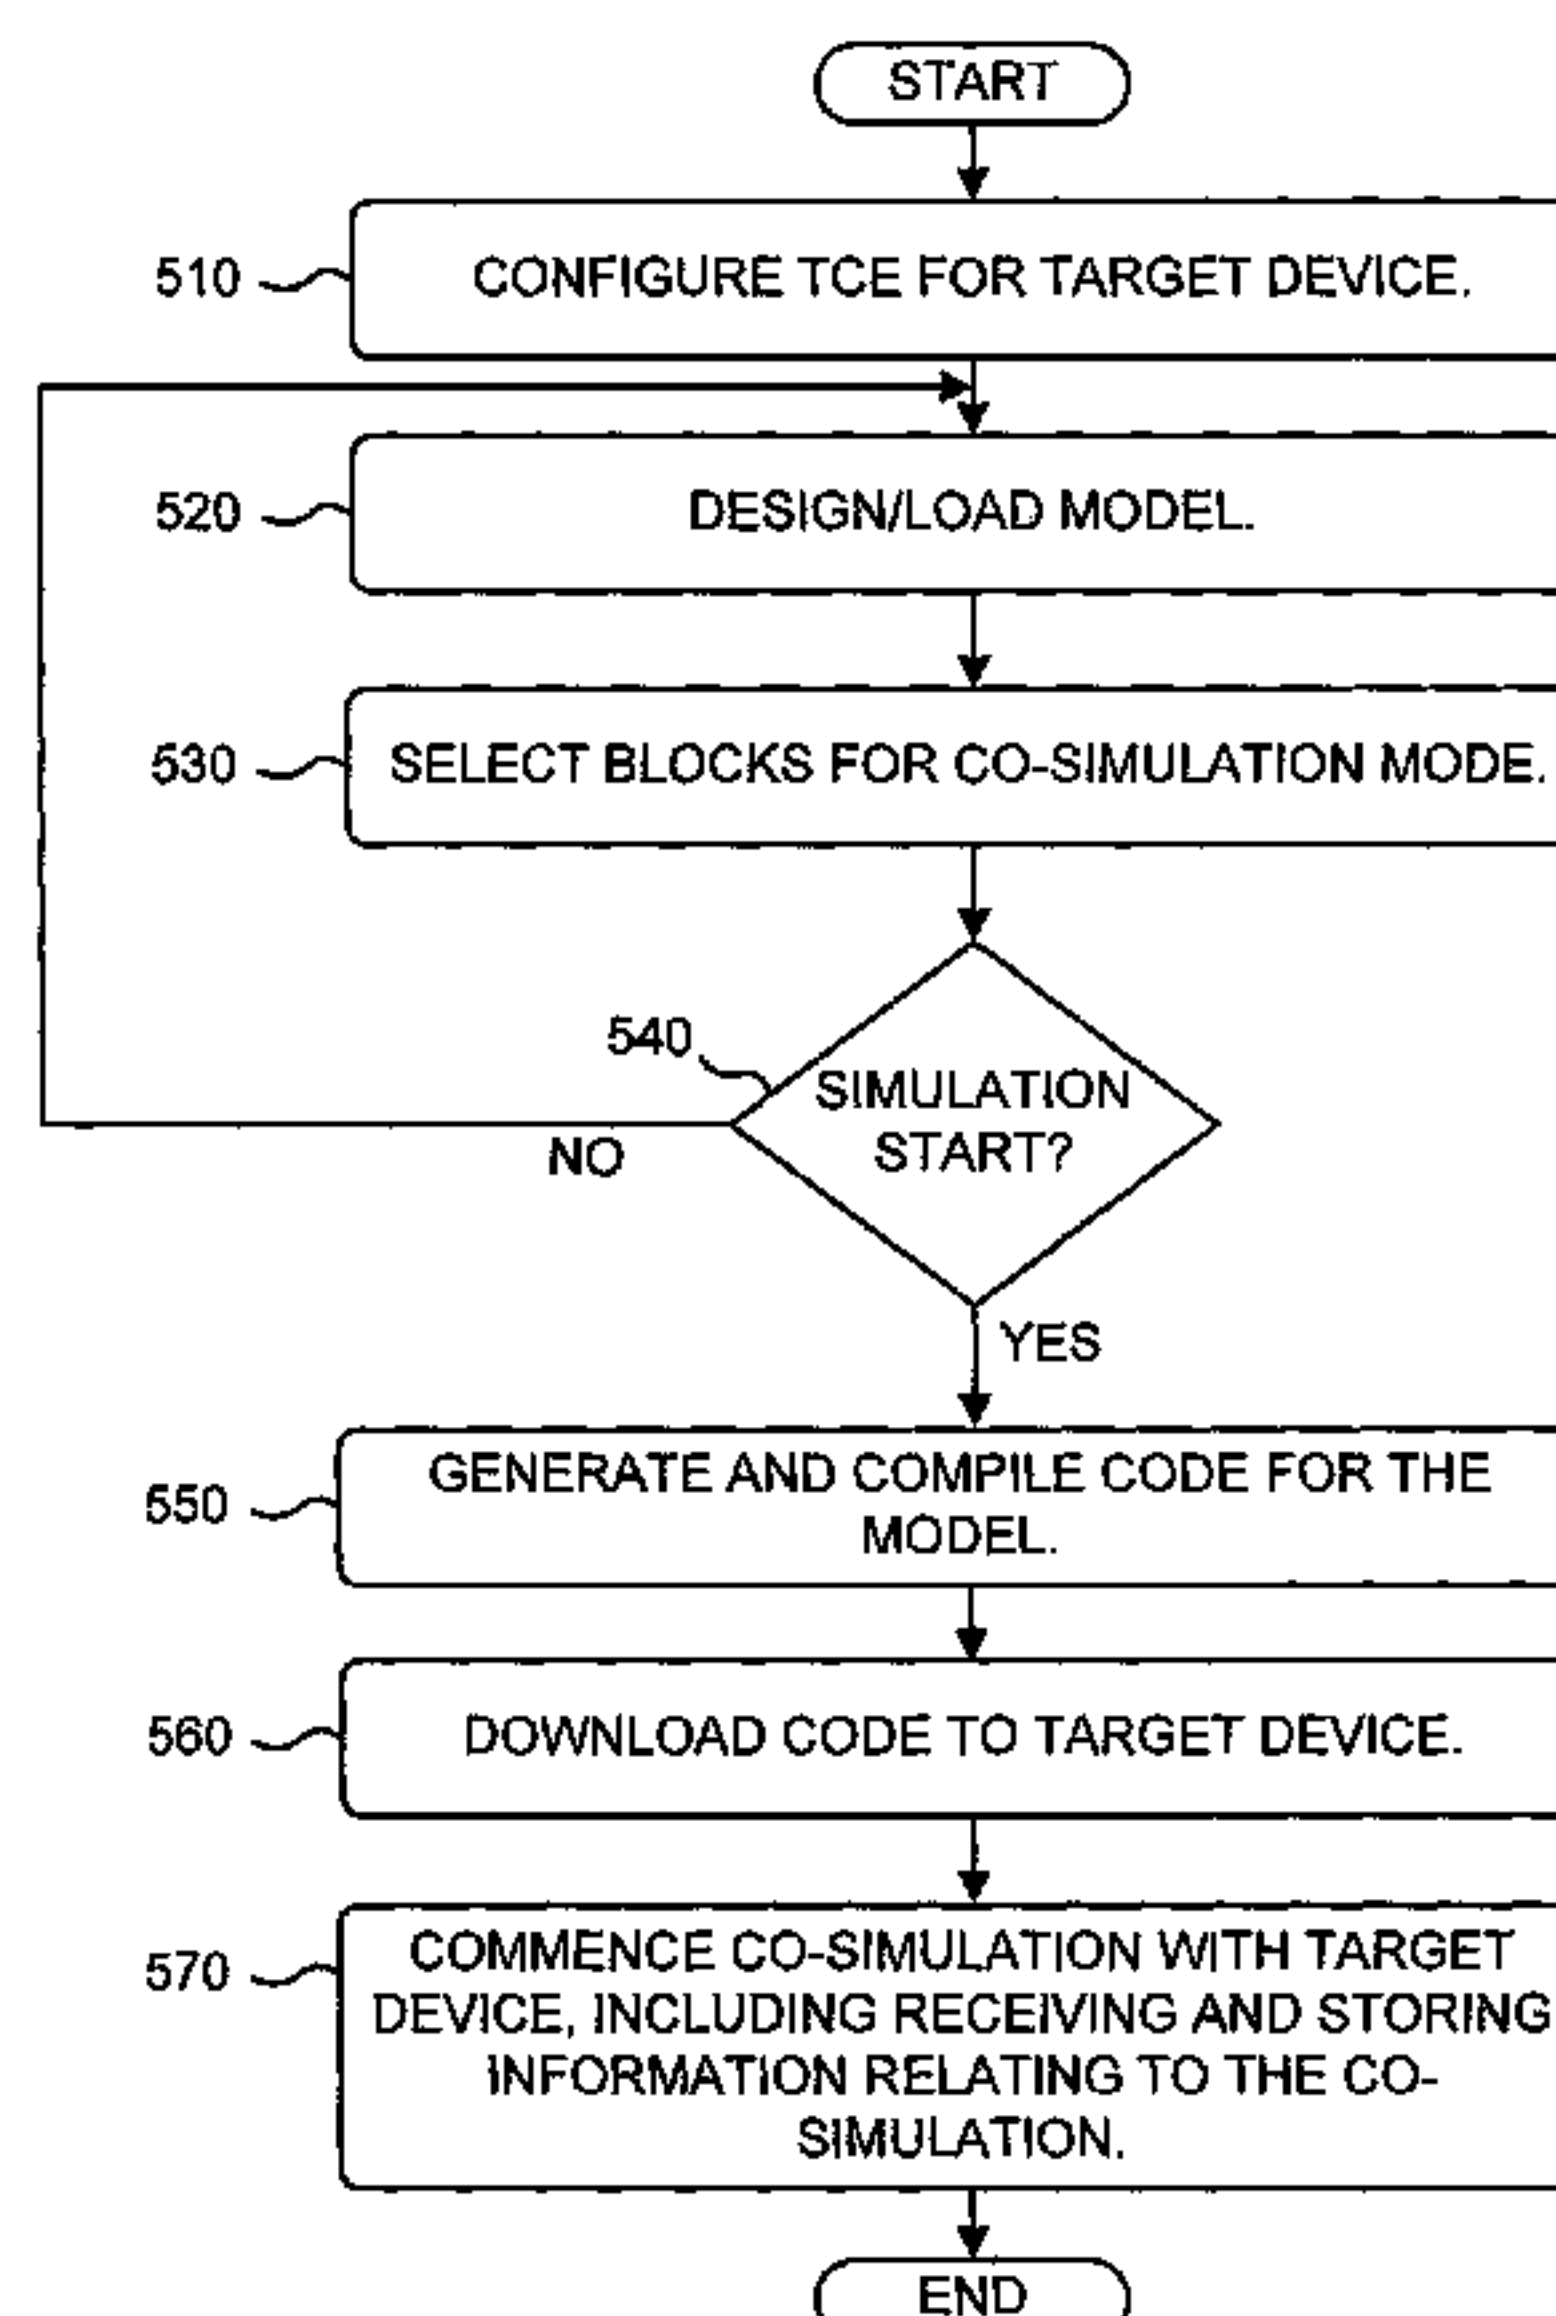 START
510
CONFIGURE TCE FOR TARGET DEVICE.
520
DESIGN/LOAD MODEL.
530
SELECT BLOCKS FOR CO-SIMULATION MODE.
540
SIMULATION
START?
NO
YES
550
GENERATE AND COMPILE CODE FOR THE
MODEL.
560
DOWNLOAD CODE TO TARGET DEVICE.
570
COMMENCE CO-SIMULATION WITH TARGET
DEVICE, INCLUDING RECEIVING AND STORING
INFORMATION RELATING TO THE CO-
SIMULATION.
END